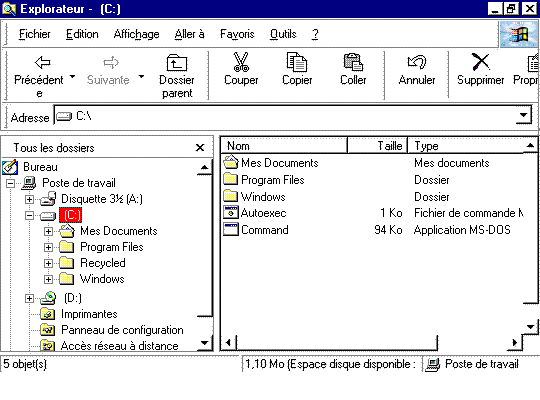 Explorateur - (C:)
Fichier Edition Affichage Aller à Favoris Outils ?
Précédente Suivante Dossier parent Couper Copier Coller Annuler Supprimer Propri
Adresse C:\
Tous les dossiers
Bureau
Poste de travail
Disquette 3½ (A:)
(C:)
Mes Documents
Program Files
Recycled
Windows
(D:)
Imprimantes
Panneau de configuration
Accès réseau à distance
Nom Taille Type
Mes Documents Mes documents
Program Files Dossier
Windows Dossier
Autoexec 1 Ko Fichier de commande M
Command 94 Ko Application MS-DOS
5 objet(s) 1,10 Mo (Espace disque disponible : Poste de travail